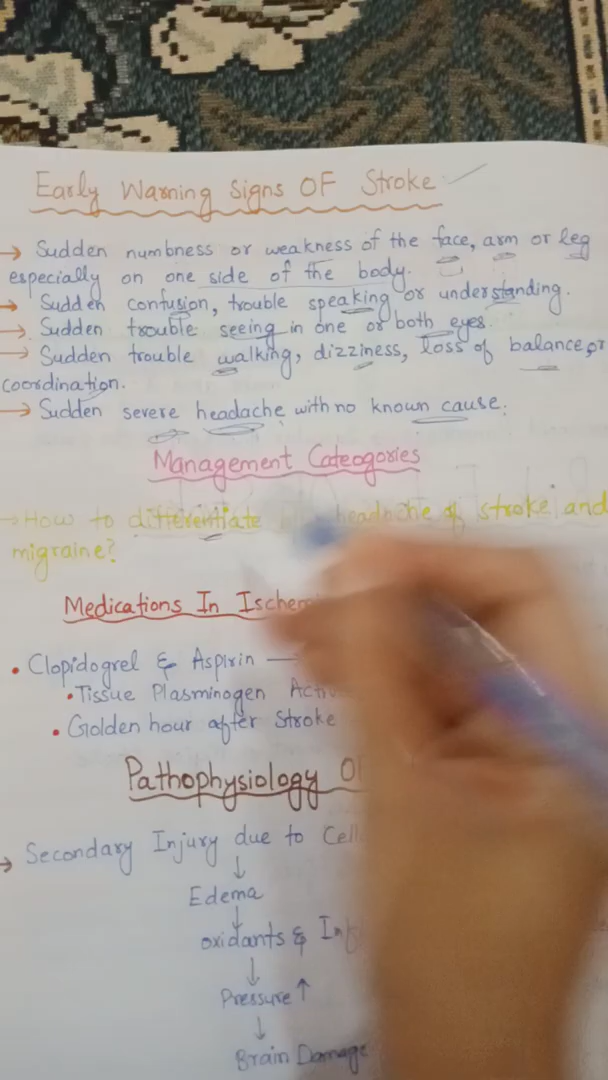 Early Warning Signs OF Stroke
→ Sudden numbness or weakness of the face, arm or leg
especially on one side of the body.
→ Sudden confusion, trouble speaking or understanding.
→ Sudden trouble seeing in one or both eyes.
→ Sudden trouble walking, dizziness, loss of balance or
coordination.
→ Sudden severe headache with no known cause.
Management Cateogories
→ How to differentiate headache of stroke and
migraine?
Medications In
• Clopidogrel & Aspirin →
• Tissue Plasminogen
• Golden hour after Stroke
Pathophysiology
→ Secondary Injury due to
↓
Edema
↓
oxidants &
↓
Pressure ↑
↓
Brain Damage